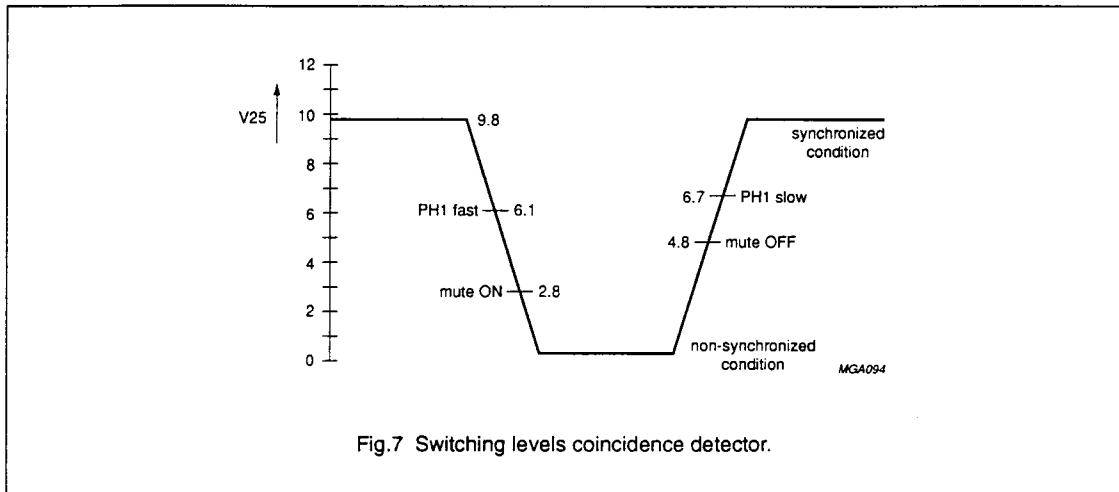 12
V25
10
9.8
synchronized
condition
8
6.7
PH1 slow
PH1 fast
6.1
6
4.8
mute OFF
4
mute ON
2.8
2
non-synchronized
condition
0
MGA094
Fig.7 Switching levels coincidence detector.